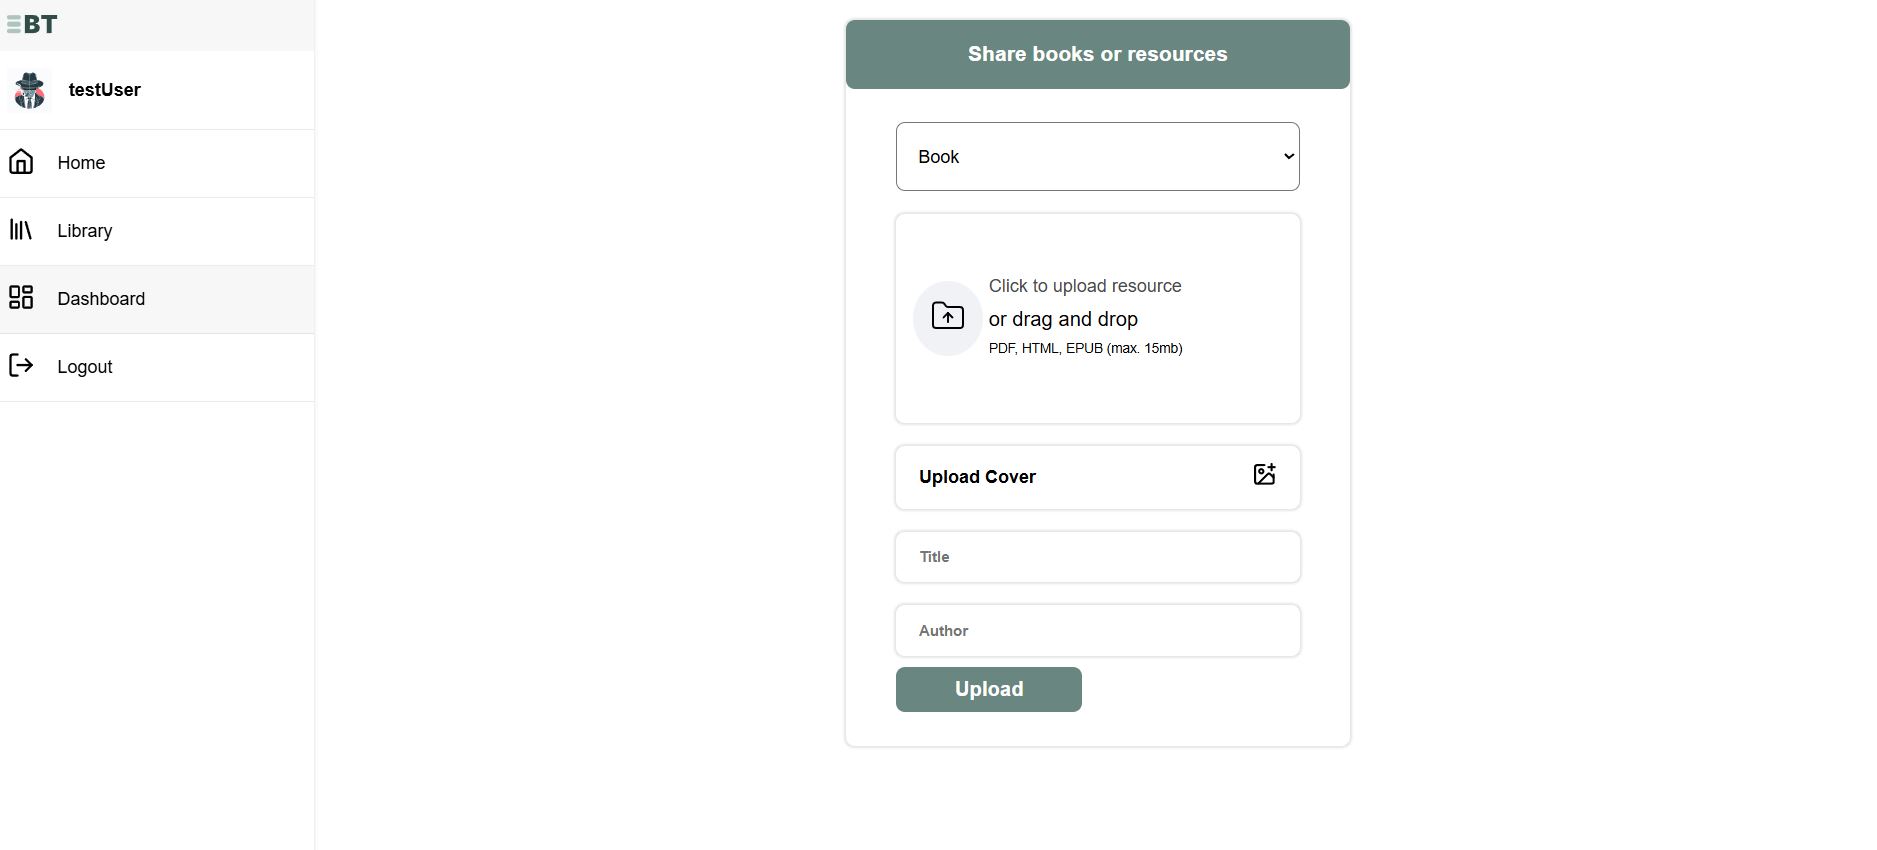 BT
testUser
Home
Library
Dashboard
Logout
Share books or resources
Book
Click to upload resource
or drag and drop
PDF, HTML, EPUB (max. 15mb)
Upload Cover
Title
Author
Upload